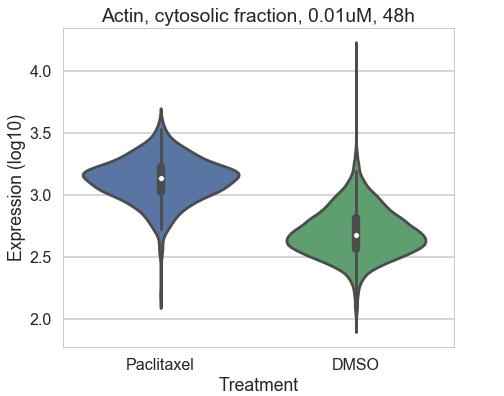 Actin, cytosolic fraction, 0.01uM, 48h
Expression (log10)
4.0
3.5
3.0
2.5
2.0
Paclitaxel DMSO
Treatment